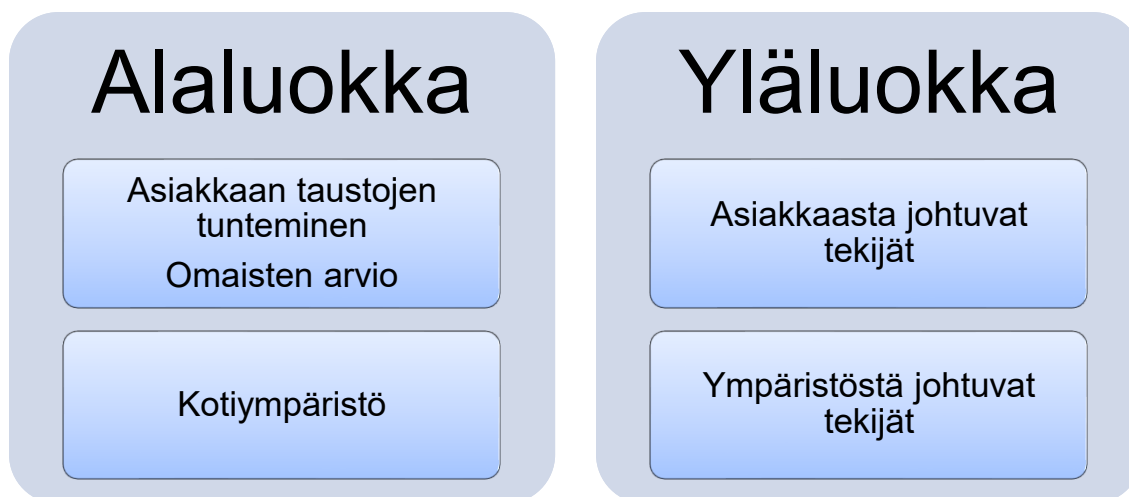 Alaluokka
Asiakkaan taustojen
tunteminen
Omaisten arvio
Kotiympäristö
Yläluokka
Asiakkaasta johtuvat
tekijät
Ympäristöstä johtuvat
tekijät